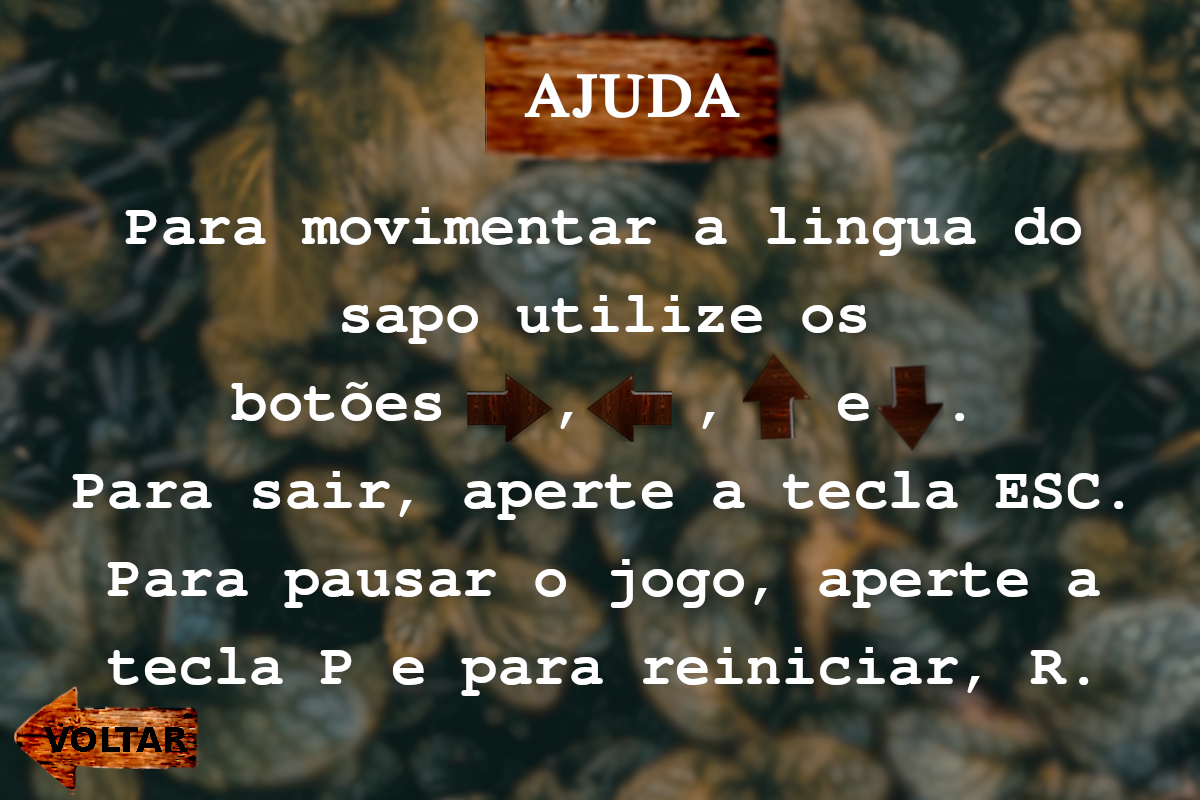 AJUDA
Para movimentar a lingua do
sapo utilize os
botões , , e .
Para sair, aperte a tecla ESC.
Para pausar o jogo, aperte a
tecla P e para reiniciar, R.
VOLTAR